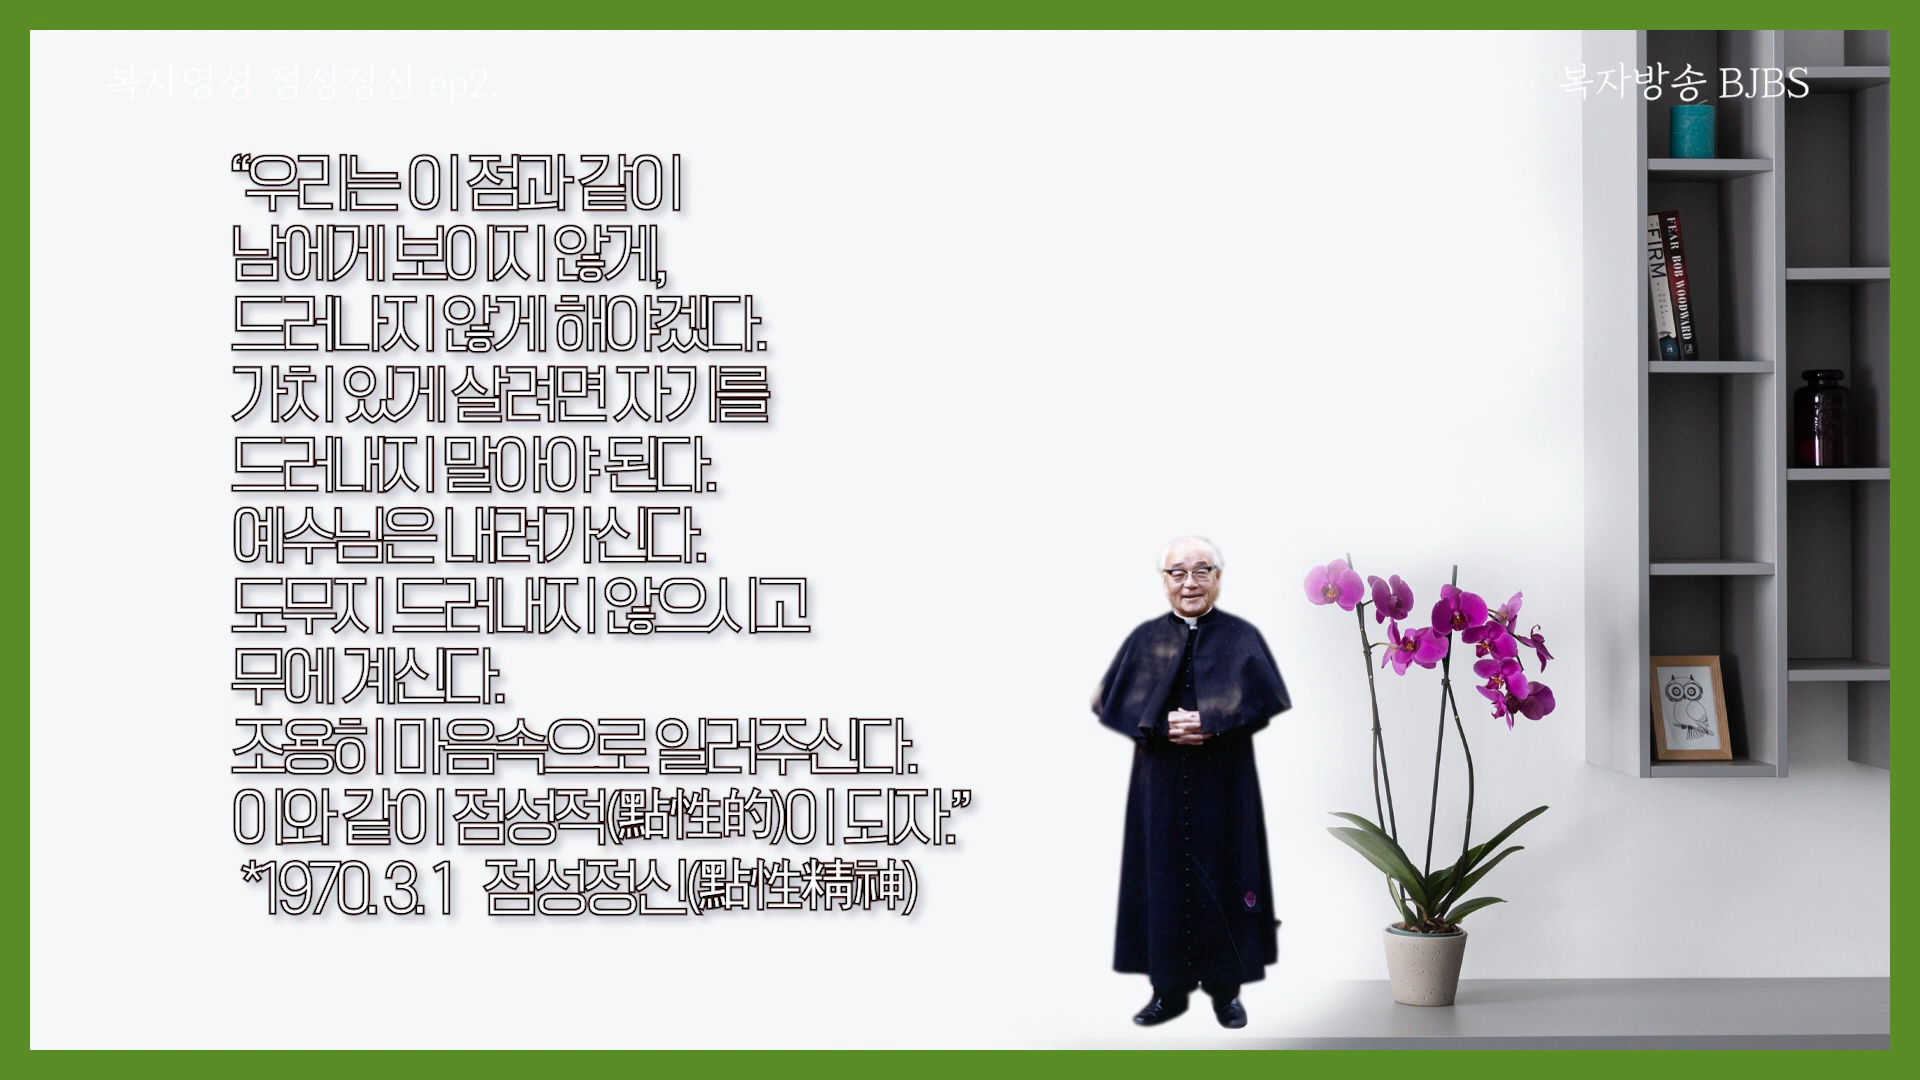 복자영성 점성정신 ep2.
복자방송 BJBS
“우리는 이 점과 같이
남에게 보이지 않게,
드러나지 않게 해야겠다.
가치 있게 살려면 자기를
드러내지 말아야 된다.
예수님은 내려가신다.
도무지 드러내지 않으시고
무에 계신다.
조용히 마음속으로 일러주신다.
이와 같이 점성적(點性的)이 되자.”
*1970. 3. 1 점성정신(點性精神)
FEAR BOB WOODWARD
FIRM